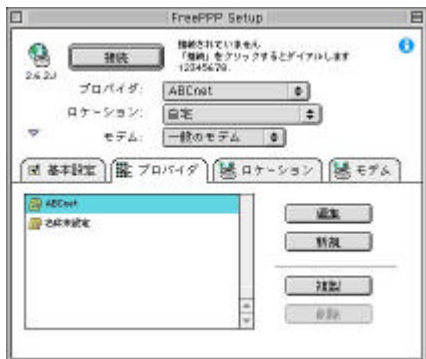 FreePPP Setup
接続
接続されていません
「接続」をクリックするとダイアルします
12345678.
2.6.2J
プロバイダ: ABCnet
ロケーション: 自宅
モデム: 一般のモデム
基本設定 プロバイダ ロケーション モデム
ABCnet
名称未設定
編集
新規
複製
削除